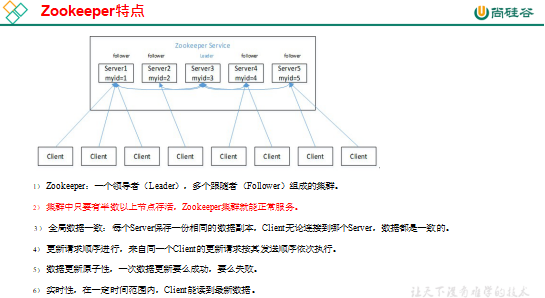 Zookeeper特点
尚硅谷
Zookeeper Service
follower follower Leader follower follower
Server1 Server2 Server3 Server4 Server5
myid=1 myid=2 myid=3 myid=4 myid=5
Client Client Client Client Client Client Client Client
1） Zookeeper：一个领导者（Leader），多个跟随者（Follower）组成的集群。
2） 集群中只要有半数以上节点存活，Zookeeper集群就能正常服务。
3） 全局数据一致：每个Server保存一份相同的数据副本，Client无论连接到哪个Server，数据都是一致的。
4） 更新请求顺序进行，来自同一个Client的更新请求按其发送顺序依次执行。
5） 数据更新原子性，一次数据更新要么成功，要么失败。
6） 实时性，在一定时间范围内，Client能读到最新数据。
让天下没有难学的技术